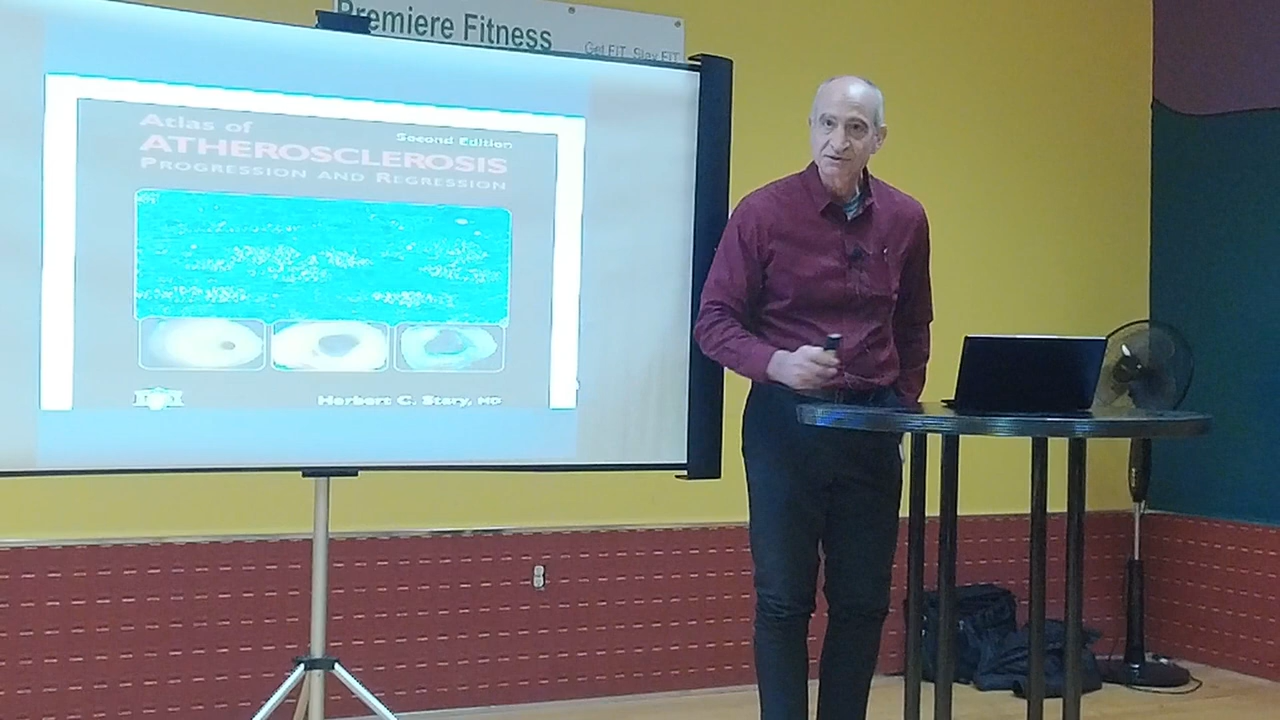 Premiere Fitness
Get FIT. Stay FIT
Atlas of
Second Edition
ATHEROSCLEROSIS
PROGRESSION AND REGRESSION
Herbert C. Stary, MD